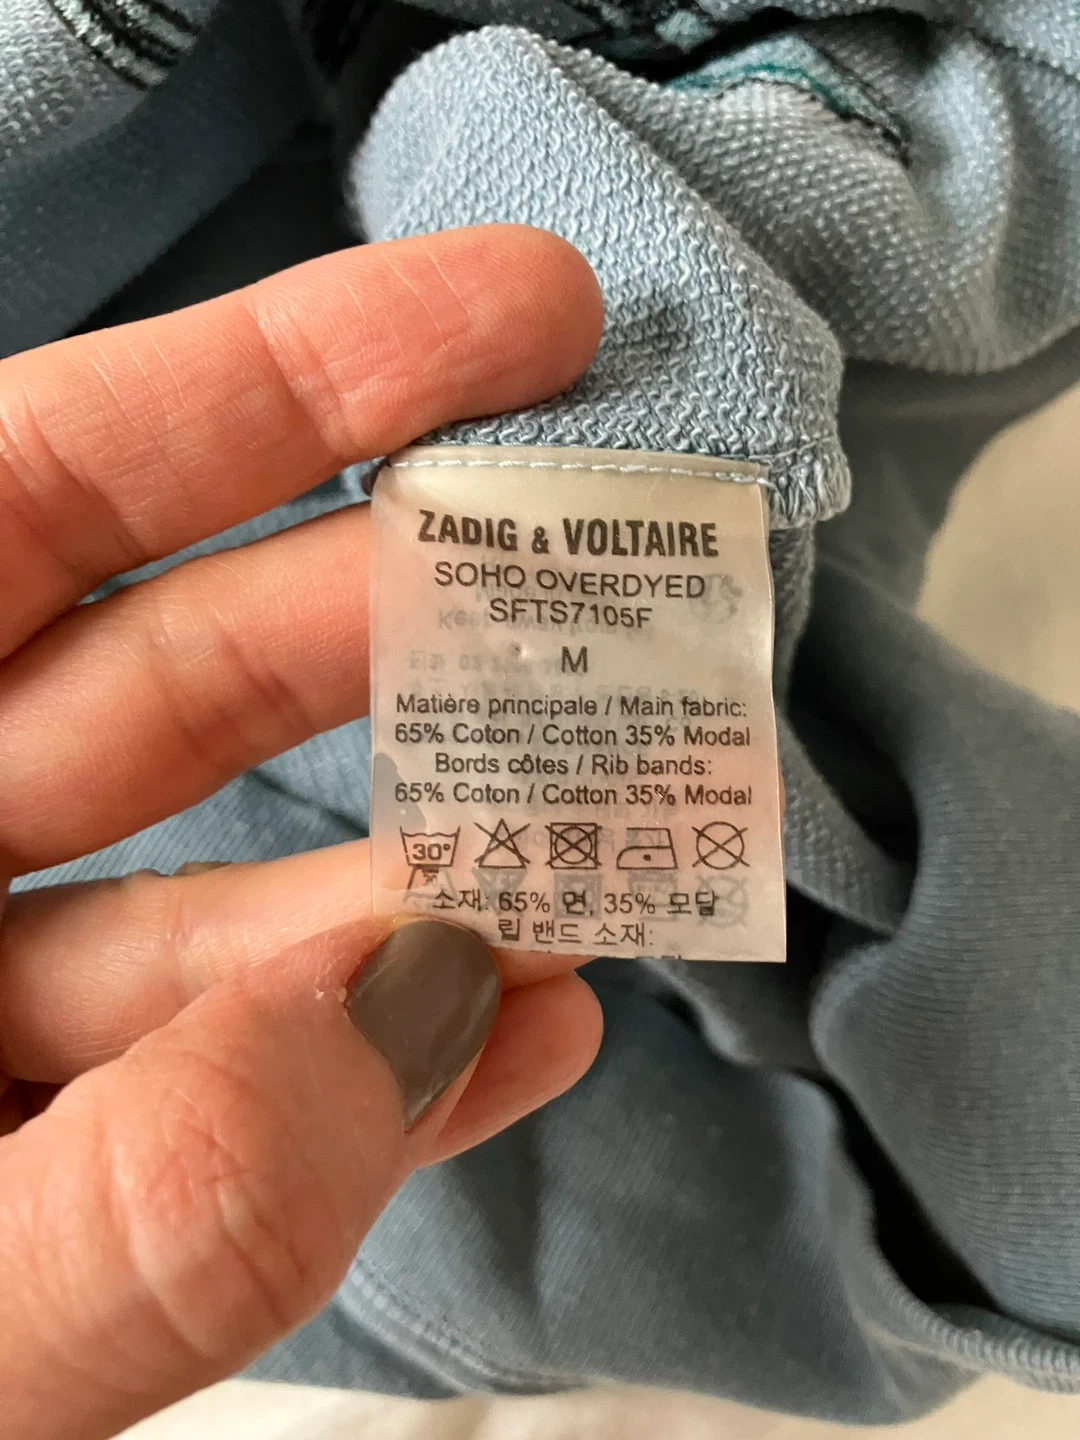 ZADIG & VOLTAIRE
SOHO OVERDYED
SFTS7105F
M
Matière principale / Main fabric:
65% Coton / Cotton 35% Modal
Bords côtes / Rib bands:
65% Coton / Cotton 35% Modal
30°
소재: 65% 면, 35% 모달
립 밴드 소재: